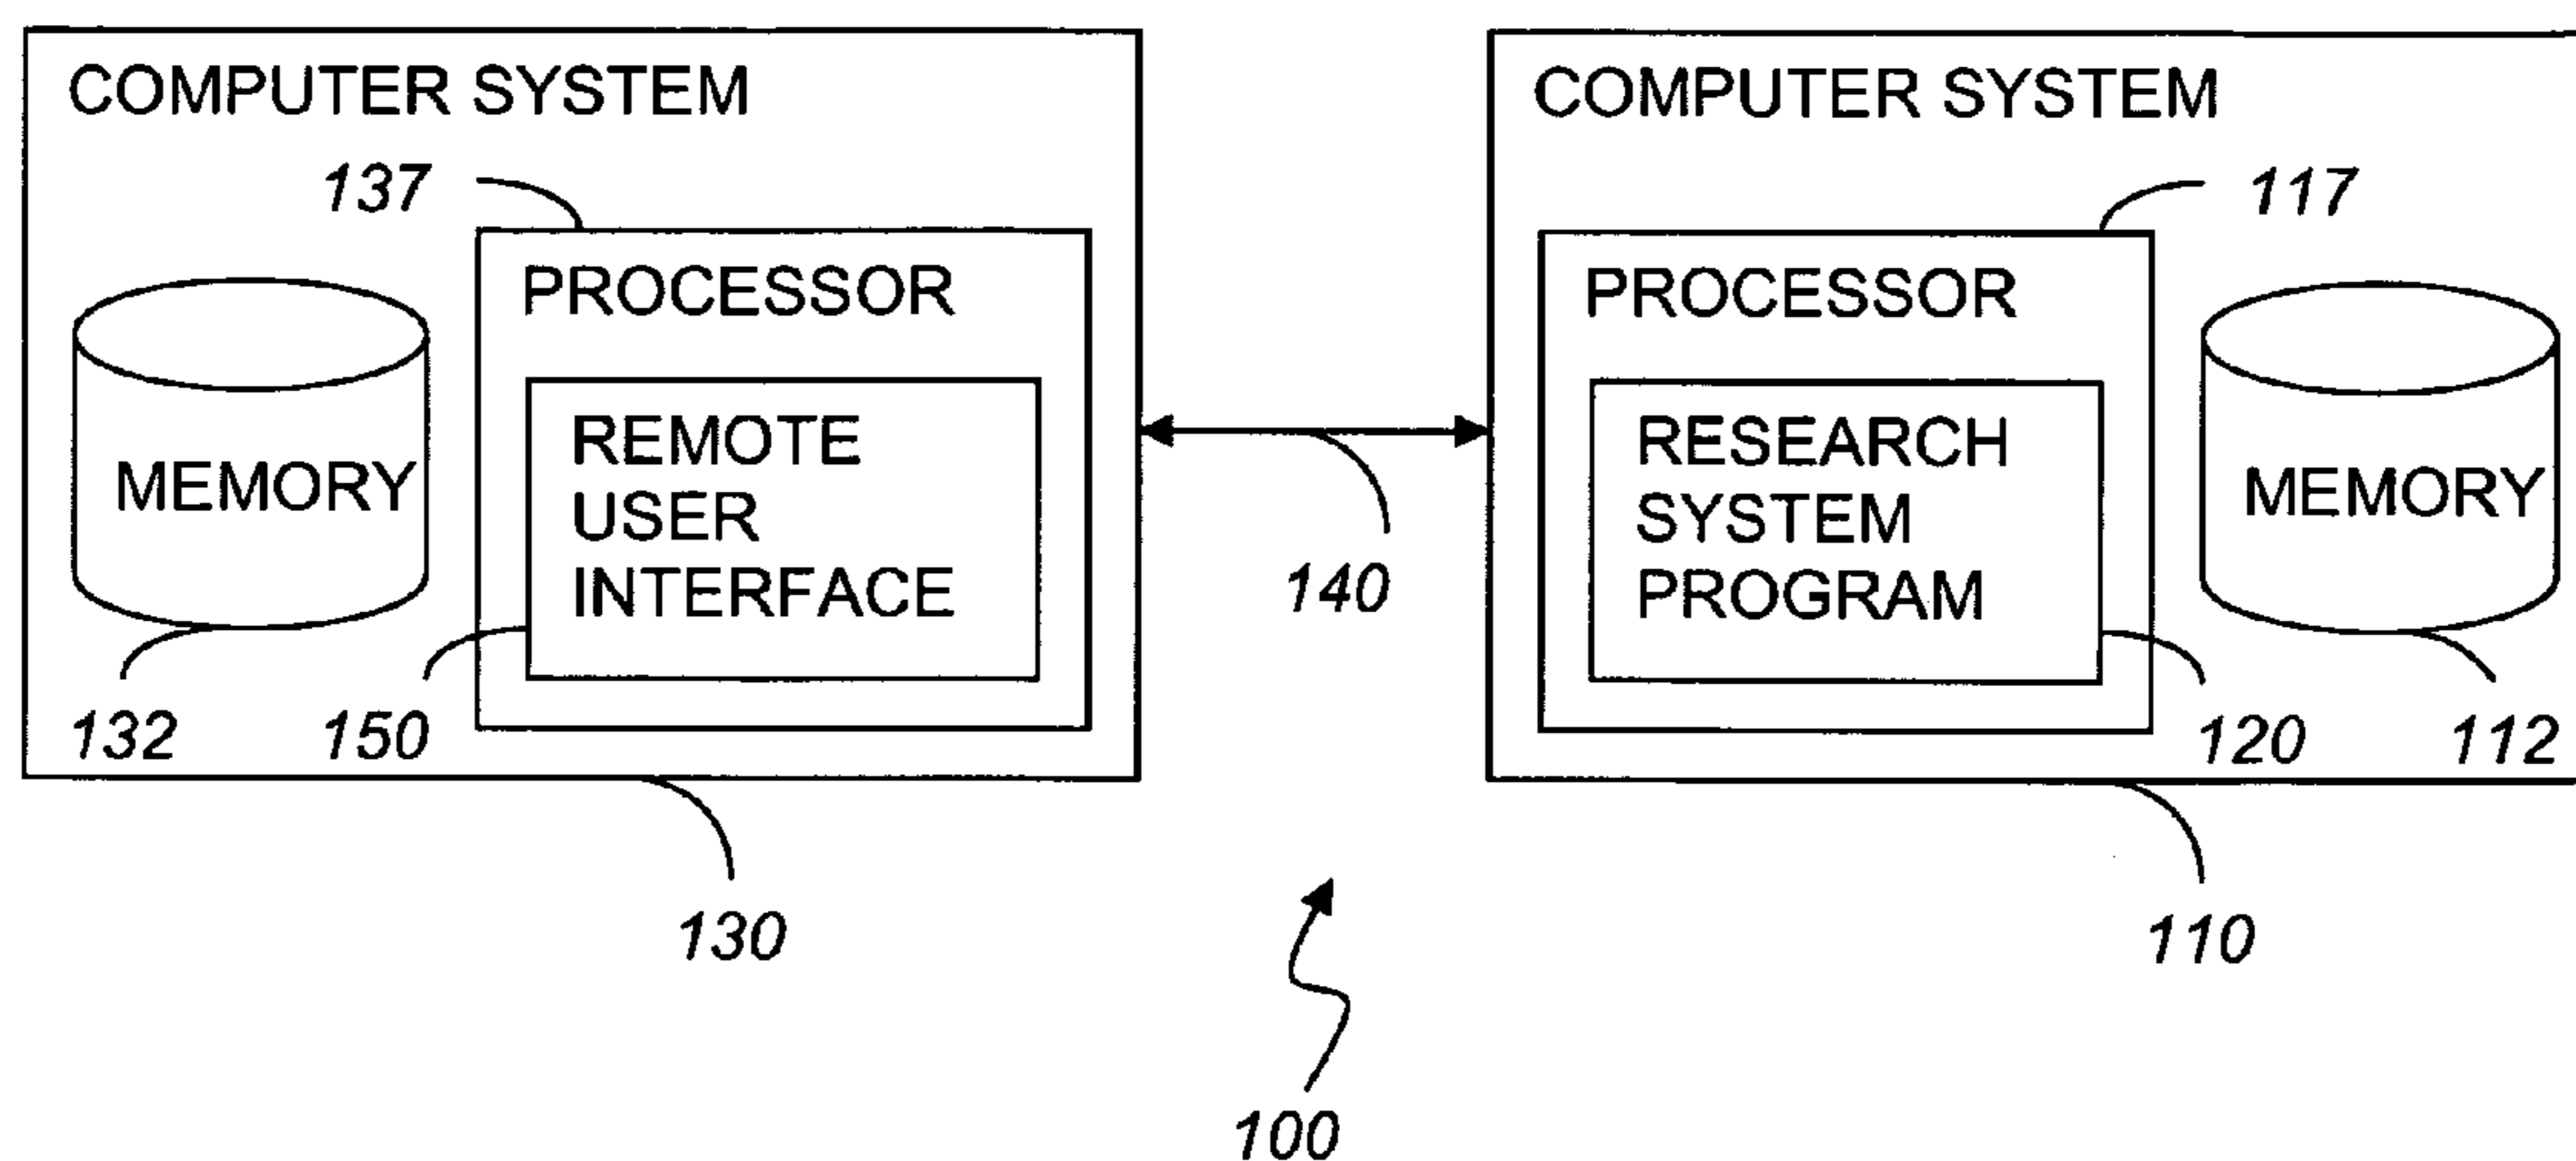 COMPUTER SYSTEM
137
PROCESSOR
MEMORY
REMOTE
USER
INTERFACE
132
150
130
140
100
COMPUTER SYSTEM
117
PROCESSOR
RESEARCH
SYSTEM
PROGRAM
MEMORY
120
112
110